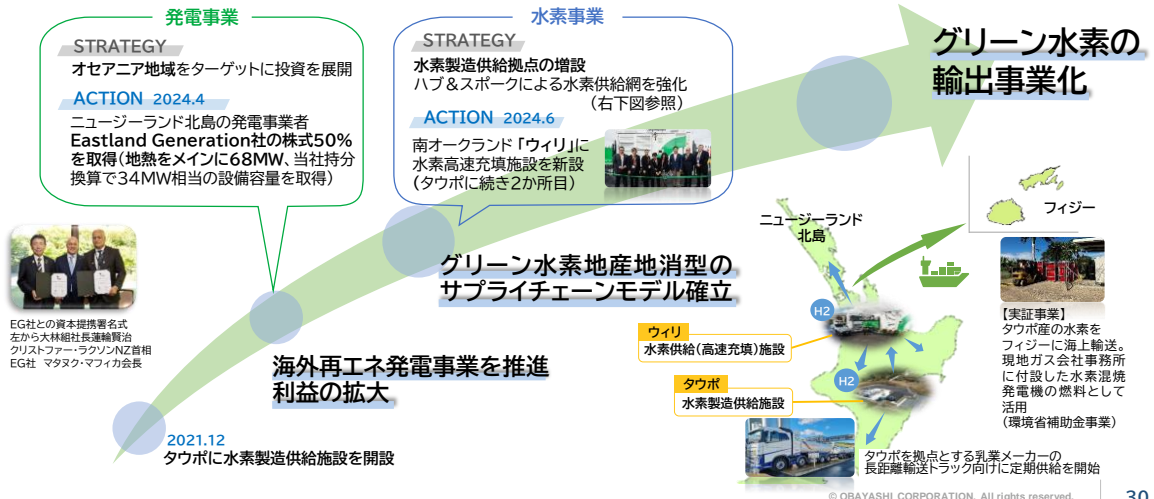 発電事業
STRATEGY
オセアニア地域をターゲットに投資を展開
ACTION 2024.4
ニュージーランド北島の発電事業者
Eastland Generation社の株式50%
を取得(地熱をメインに68MW、当社持分
換算で34MW相当の設備容量を取得)
水素事業
STRATEGY
水素製造供給拠点の増設
ハブ&スポークによる水素供給網を強化
(右下図参照)
ACTION 2024.6
南オークランド「ウィリ」に
水素高速充填施設を新設
(タウポに続き2か所目)
グリーン水素の
輸出事業化
EG社との資本提携署名式
左から大林組社長蓮輪賢治
クリストファー・ラクソンNZ首相
EG社 マタヌク・マフィカ会長
グリーン水素地産地消型の
サプライチェーンモデル確立
海外再エネ発電事業を推進
利益の拡大
2021.12
タウポに水素製造供給施設を開設
ニュージーランド
北島
フィジー
H2
ウィリ
水素供給(高速充填)施設
H2
タウポ
水素製造供給施設
【実証事業】
タウポ産の水素を
フィジーに海上輸送。
現地ガス会社事務所
に付設した水素混焼
発電機の燃料として
活用
(環境省補助金事業)
タウポを拠点とする乳業メーカーの
長距離輸送トラック向けに定期供給を開始
© OBAYASHI CORPORATION. All rights reserved.
30